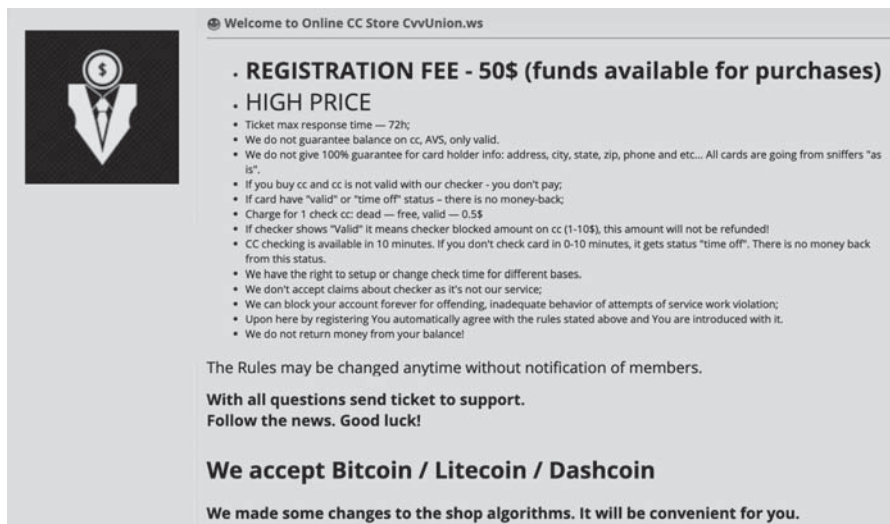 Welcome to Online CC Store CvvUnion.ws
$
• REGISTRATION FEE - 50$ (funds available for purchases)
• HIGH PRICE
• Ticket max response time — 72h;
• We do not guarantee balance on cc, AVS, only valid.
• We do not give 100% guarantee for card holder info: address, city, state, zip, phone and etc... All cards are going from sniffers "as
is".
• If you buy cc and cc is not valid with our checker - you don't pay;
• If card have "valid" or "time off" status – there is no money-back;
• Charge for 1 check cc: dead — free, valid — 0.5$
• If checker shows "Valid" it means checker blocked amount on cc (1-10$), this amount will not be refunded!
• CC checking is available in 10 minutes. If you don't check card in 0-10 minutes, it gets status "time off". There is no money back
from this status.
• We have the right to setup or change check time for different bases.
• We don't accept claims about checker as it's not our service;
• We can block your account forever for offending, inadequate behavior of attempts of service work violation;
• Upon here by registering You automatically agree with the rules stated above and You are introduced with it.
• We do not return money from your balance!
The Rules may be changed anytime without notification of members.
With all questions send ticket to support.
Follow the news. Good luck!
We accept Bitcoin / Litecoin / Dashcoin
We made some changes to the shop algorithms. It will be convenient for you.